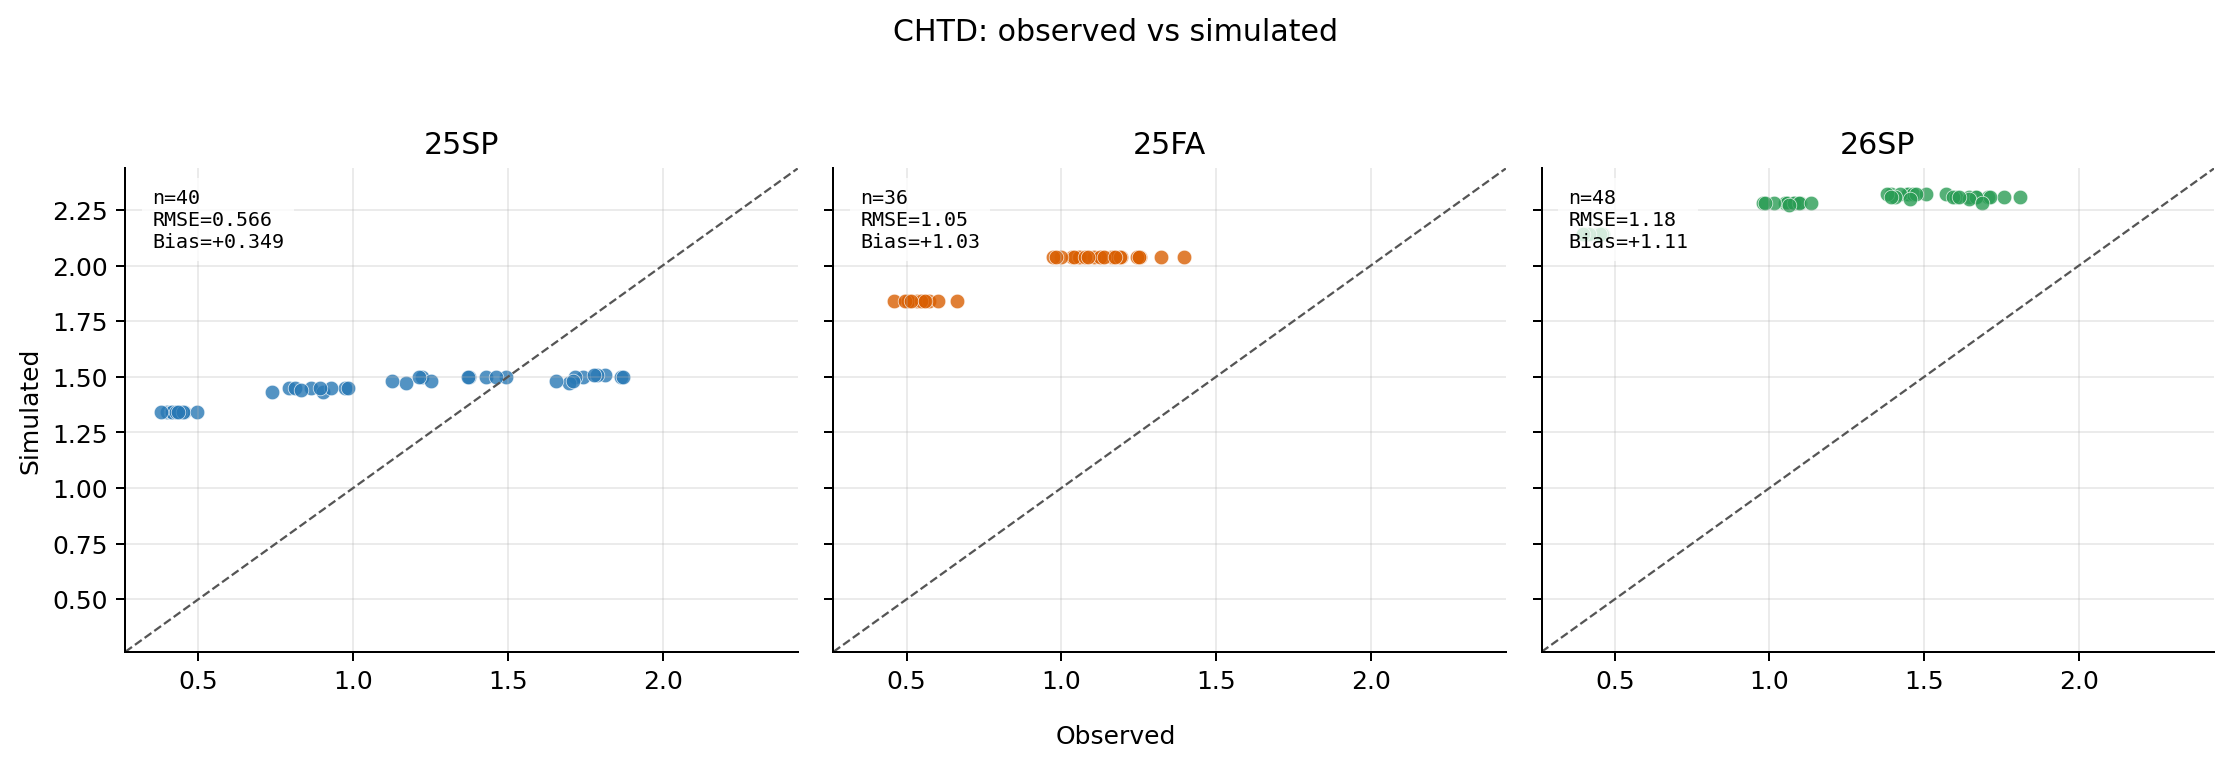 CHTD: observed vs simulated
25SP
25FA
26SP
n=40
RMSE=0.566
Bias=+0.349
n=36
RMSE=1.05
Bias=+1.03
n=48
RMSE=1.18
Bias=+1.11
Simulated
2.25
2.00
1.75
1.50
1.25
1.00
0.75
0.50
0.5 1.0 1.5 2.0
0.5 1.0 1.5 2.0
0.5 1.0 1.5 2.0
Observed